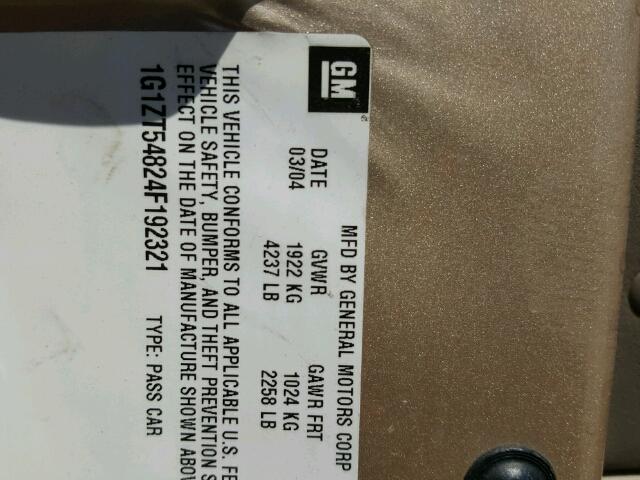 GM
MFD BY GENERAL MOTORS CORP
DATE GVWR GAWR FRT
03/04 1922 KG 1024 KG
4237 LB 2258 LB
THIS VEHICLE CONFORMS TO ALL APPLICABLE U.S. FE
VEHICLE SAFETY, BUMPER, AND THEFT PREVENTION S
EFFECT ON THE DATE OF MANUFACTURE SHOWN ABOV
1G1ZT54824F192321 TYPE: PASS CAR